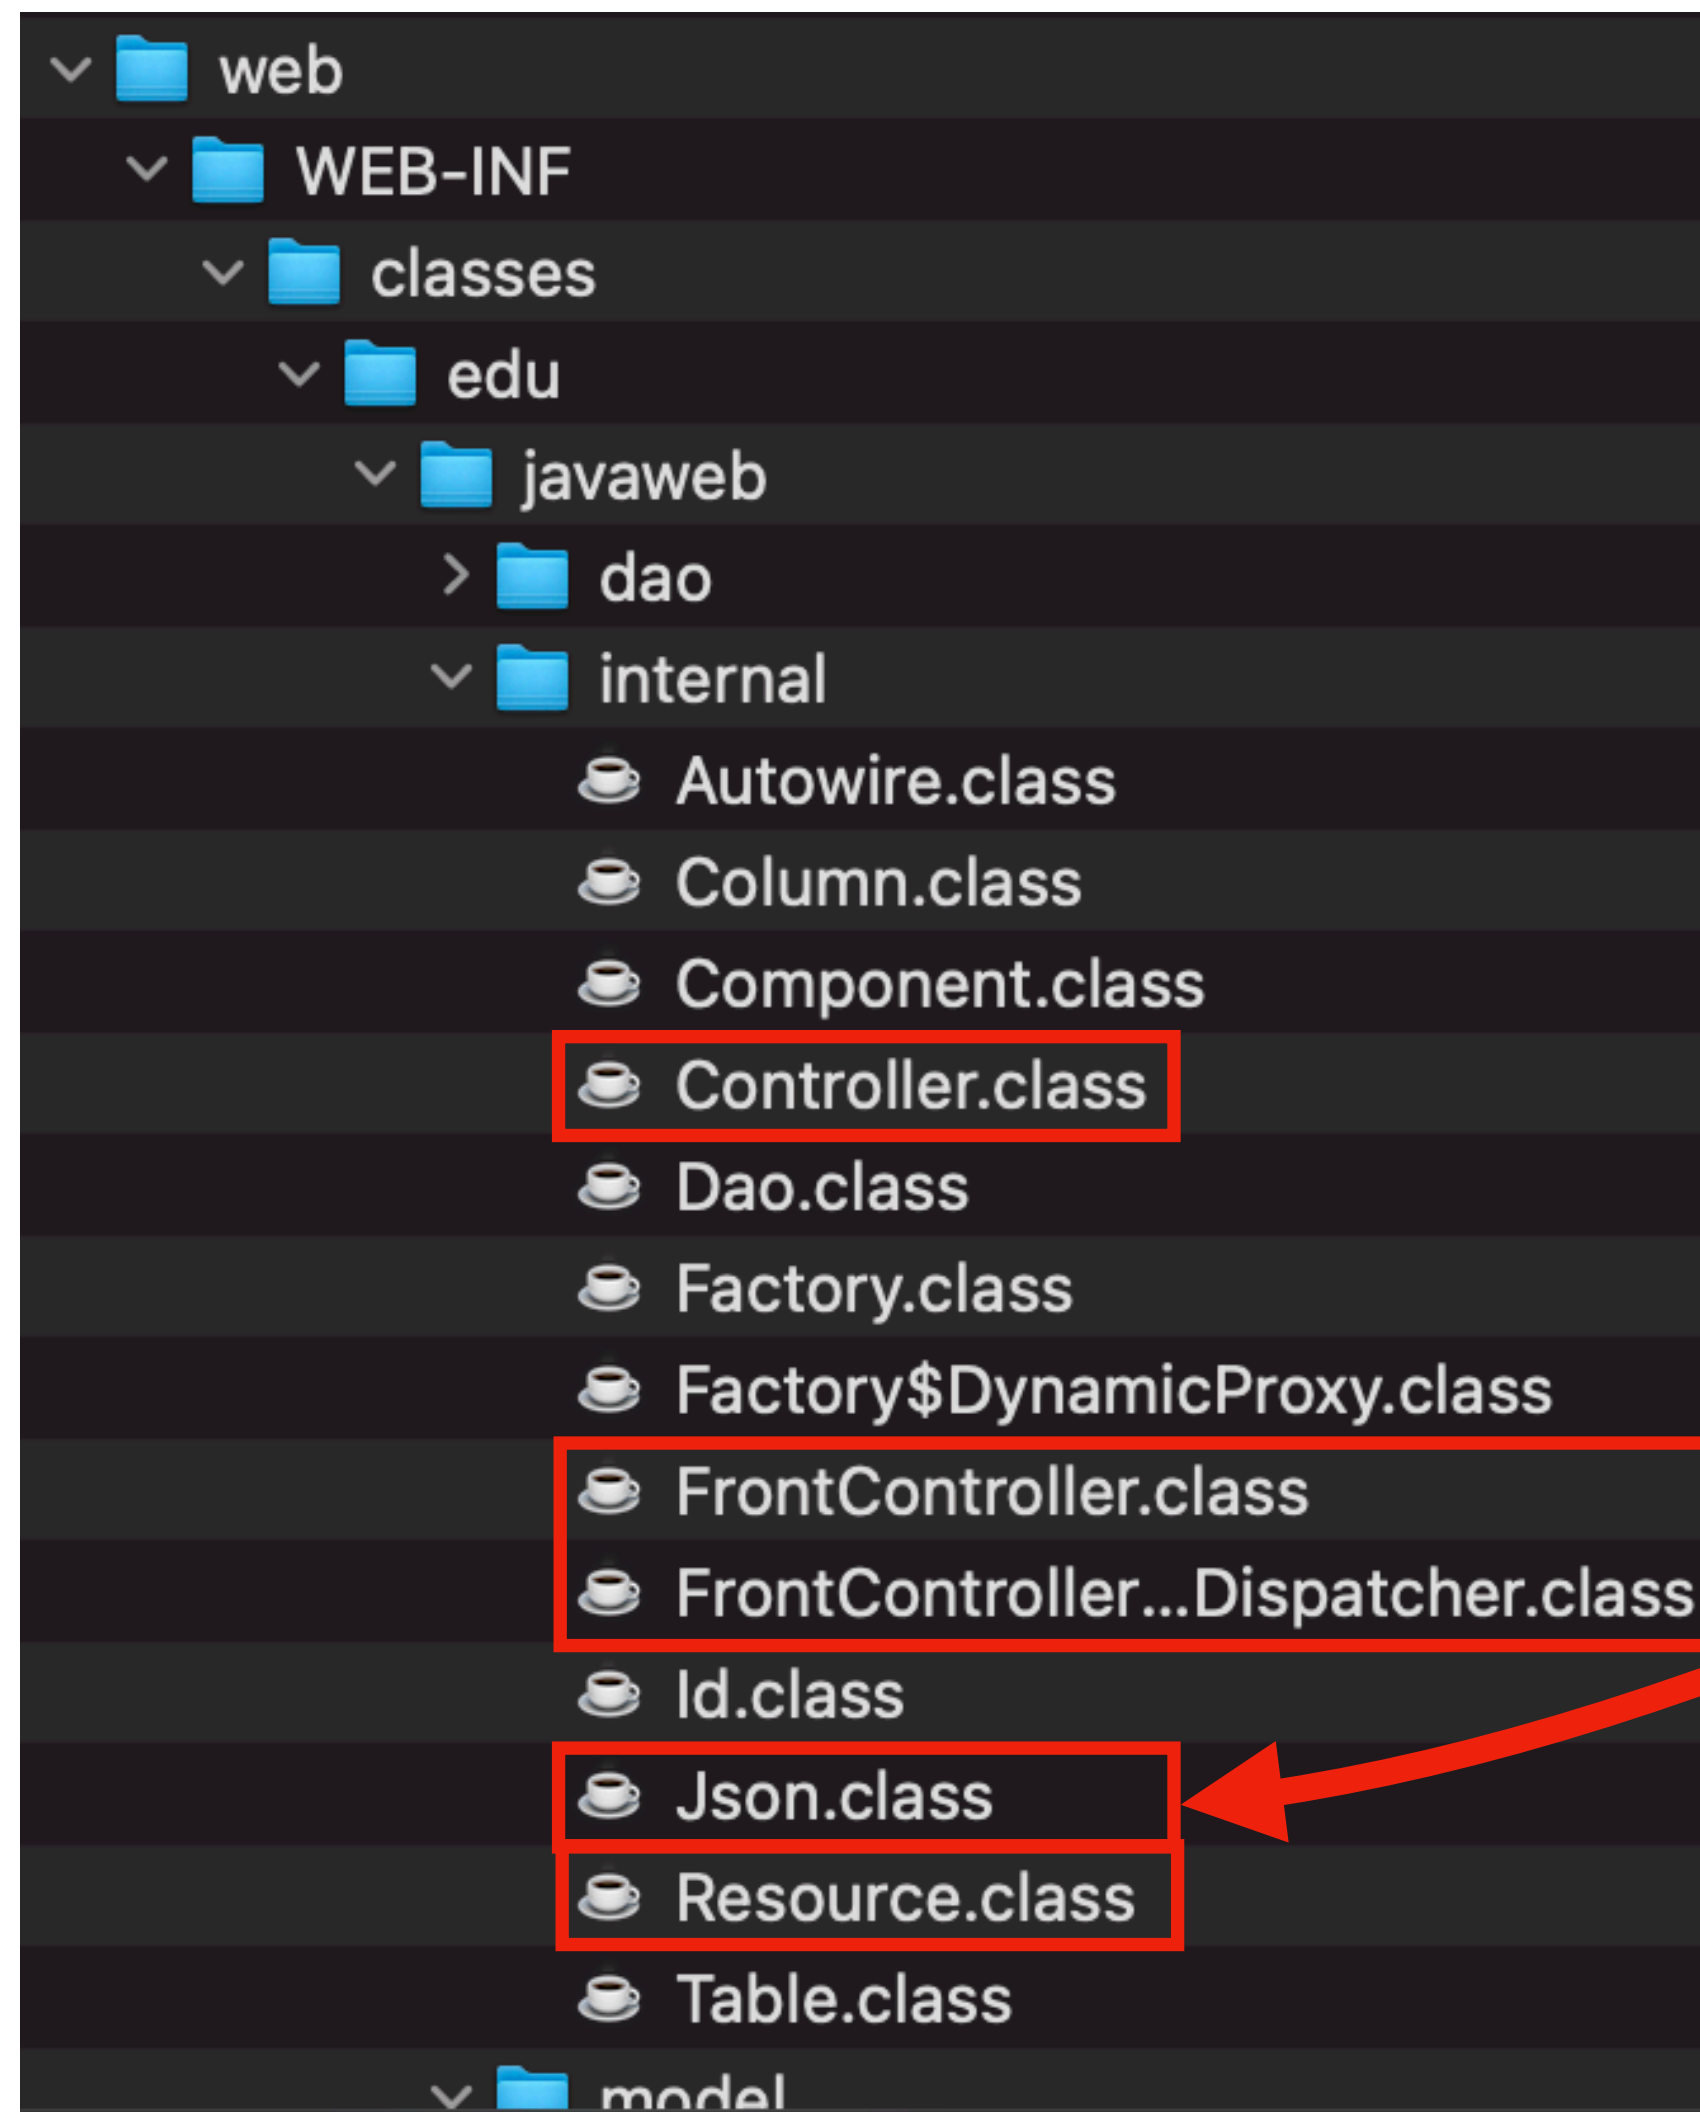 web
WEB-INF
classes
edu
javaweb
dao
internal
Autowire.class
Column.class
Component.class
Controller.class
Dao.class
Factory.class
Factory$DynamicProxy.class
FrontController.class
FrontController...Dispatcher.class
Id.class
Json.class
Resource.class
Table.class
model